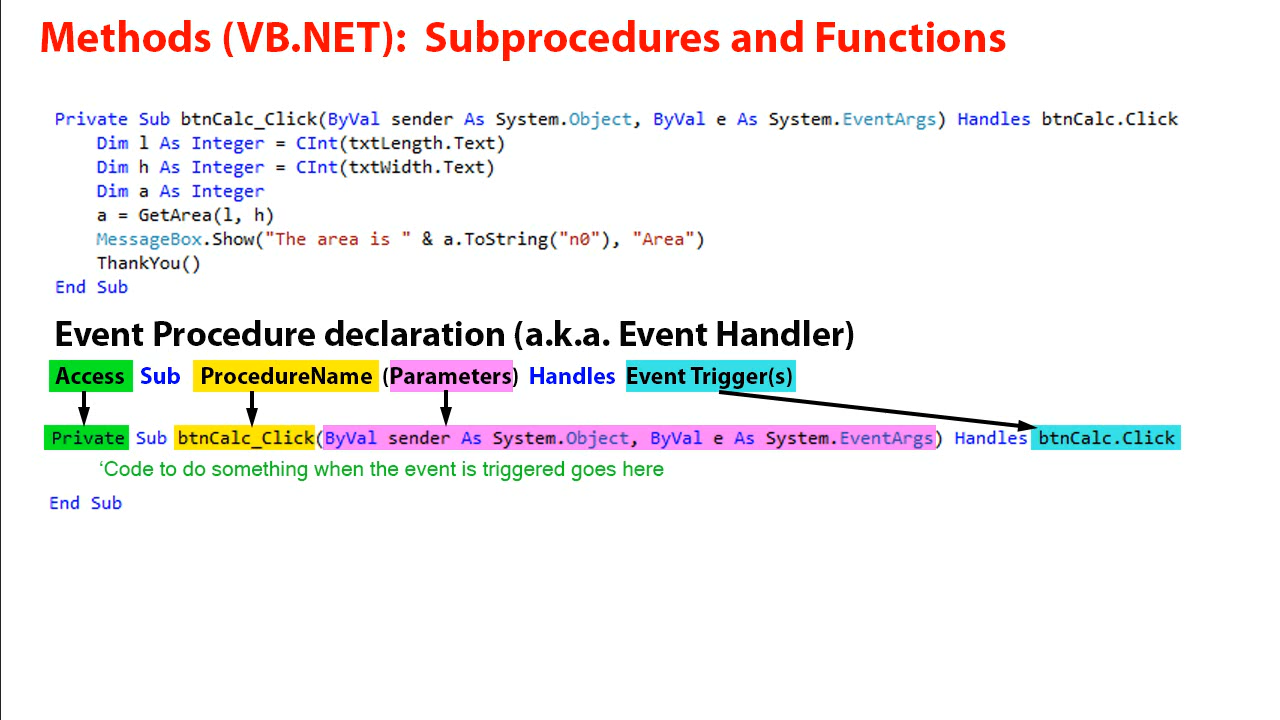 Methods (VB.NET): Subprocedures and Functions
Private Sub btnCalc_Click(ByVal sender As System.Object, ByVal e As System.EventArgs) Handles btnCalc.Click
Dim l As Integer = CInt(txtLength.Text)
Dim h As Integer = CInt(txtWidth.Text)
Dim a As Integer
a = GetArea(l, h)
MessageBox.Show("The area is " & a.ToString("n0"), "Area")
ThankYou()
End Sub
Event Procedure declaration (a.k.a. Event Handler)
Access Sub ProcedureName (Parameters) Handles Event Trigger(s)
Private Sub btnCalc_Click(ByVal sender As System.Object, ByVal e As System.EventArgs) Handles btnCalc.Click
‘Code to do something when the event is triggered goes here
End Sub